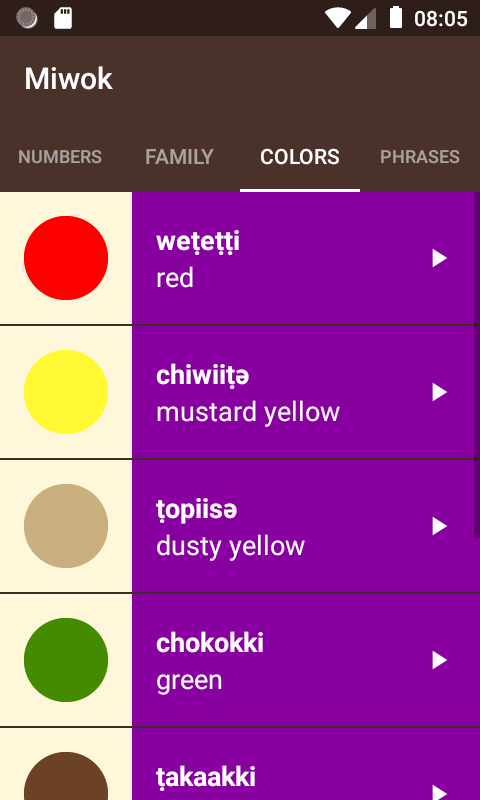 08:05
Miwok
NUMBERS FAMILY COLORS PHRASES
weṭeṭṭi
red
chiwiiṭə
mustard yellow
ṭopiisə
dusty yellow
chokokki
green
ṭakaakki